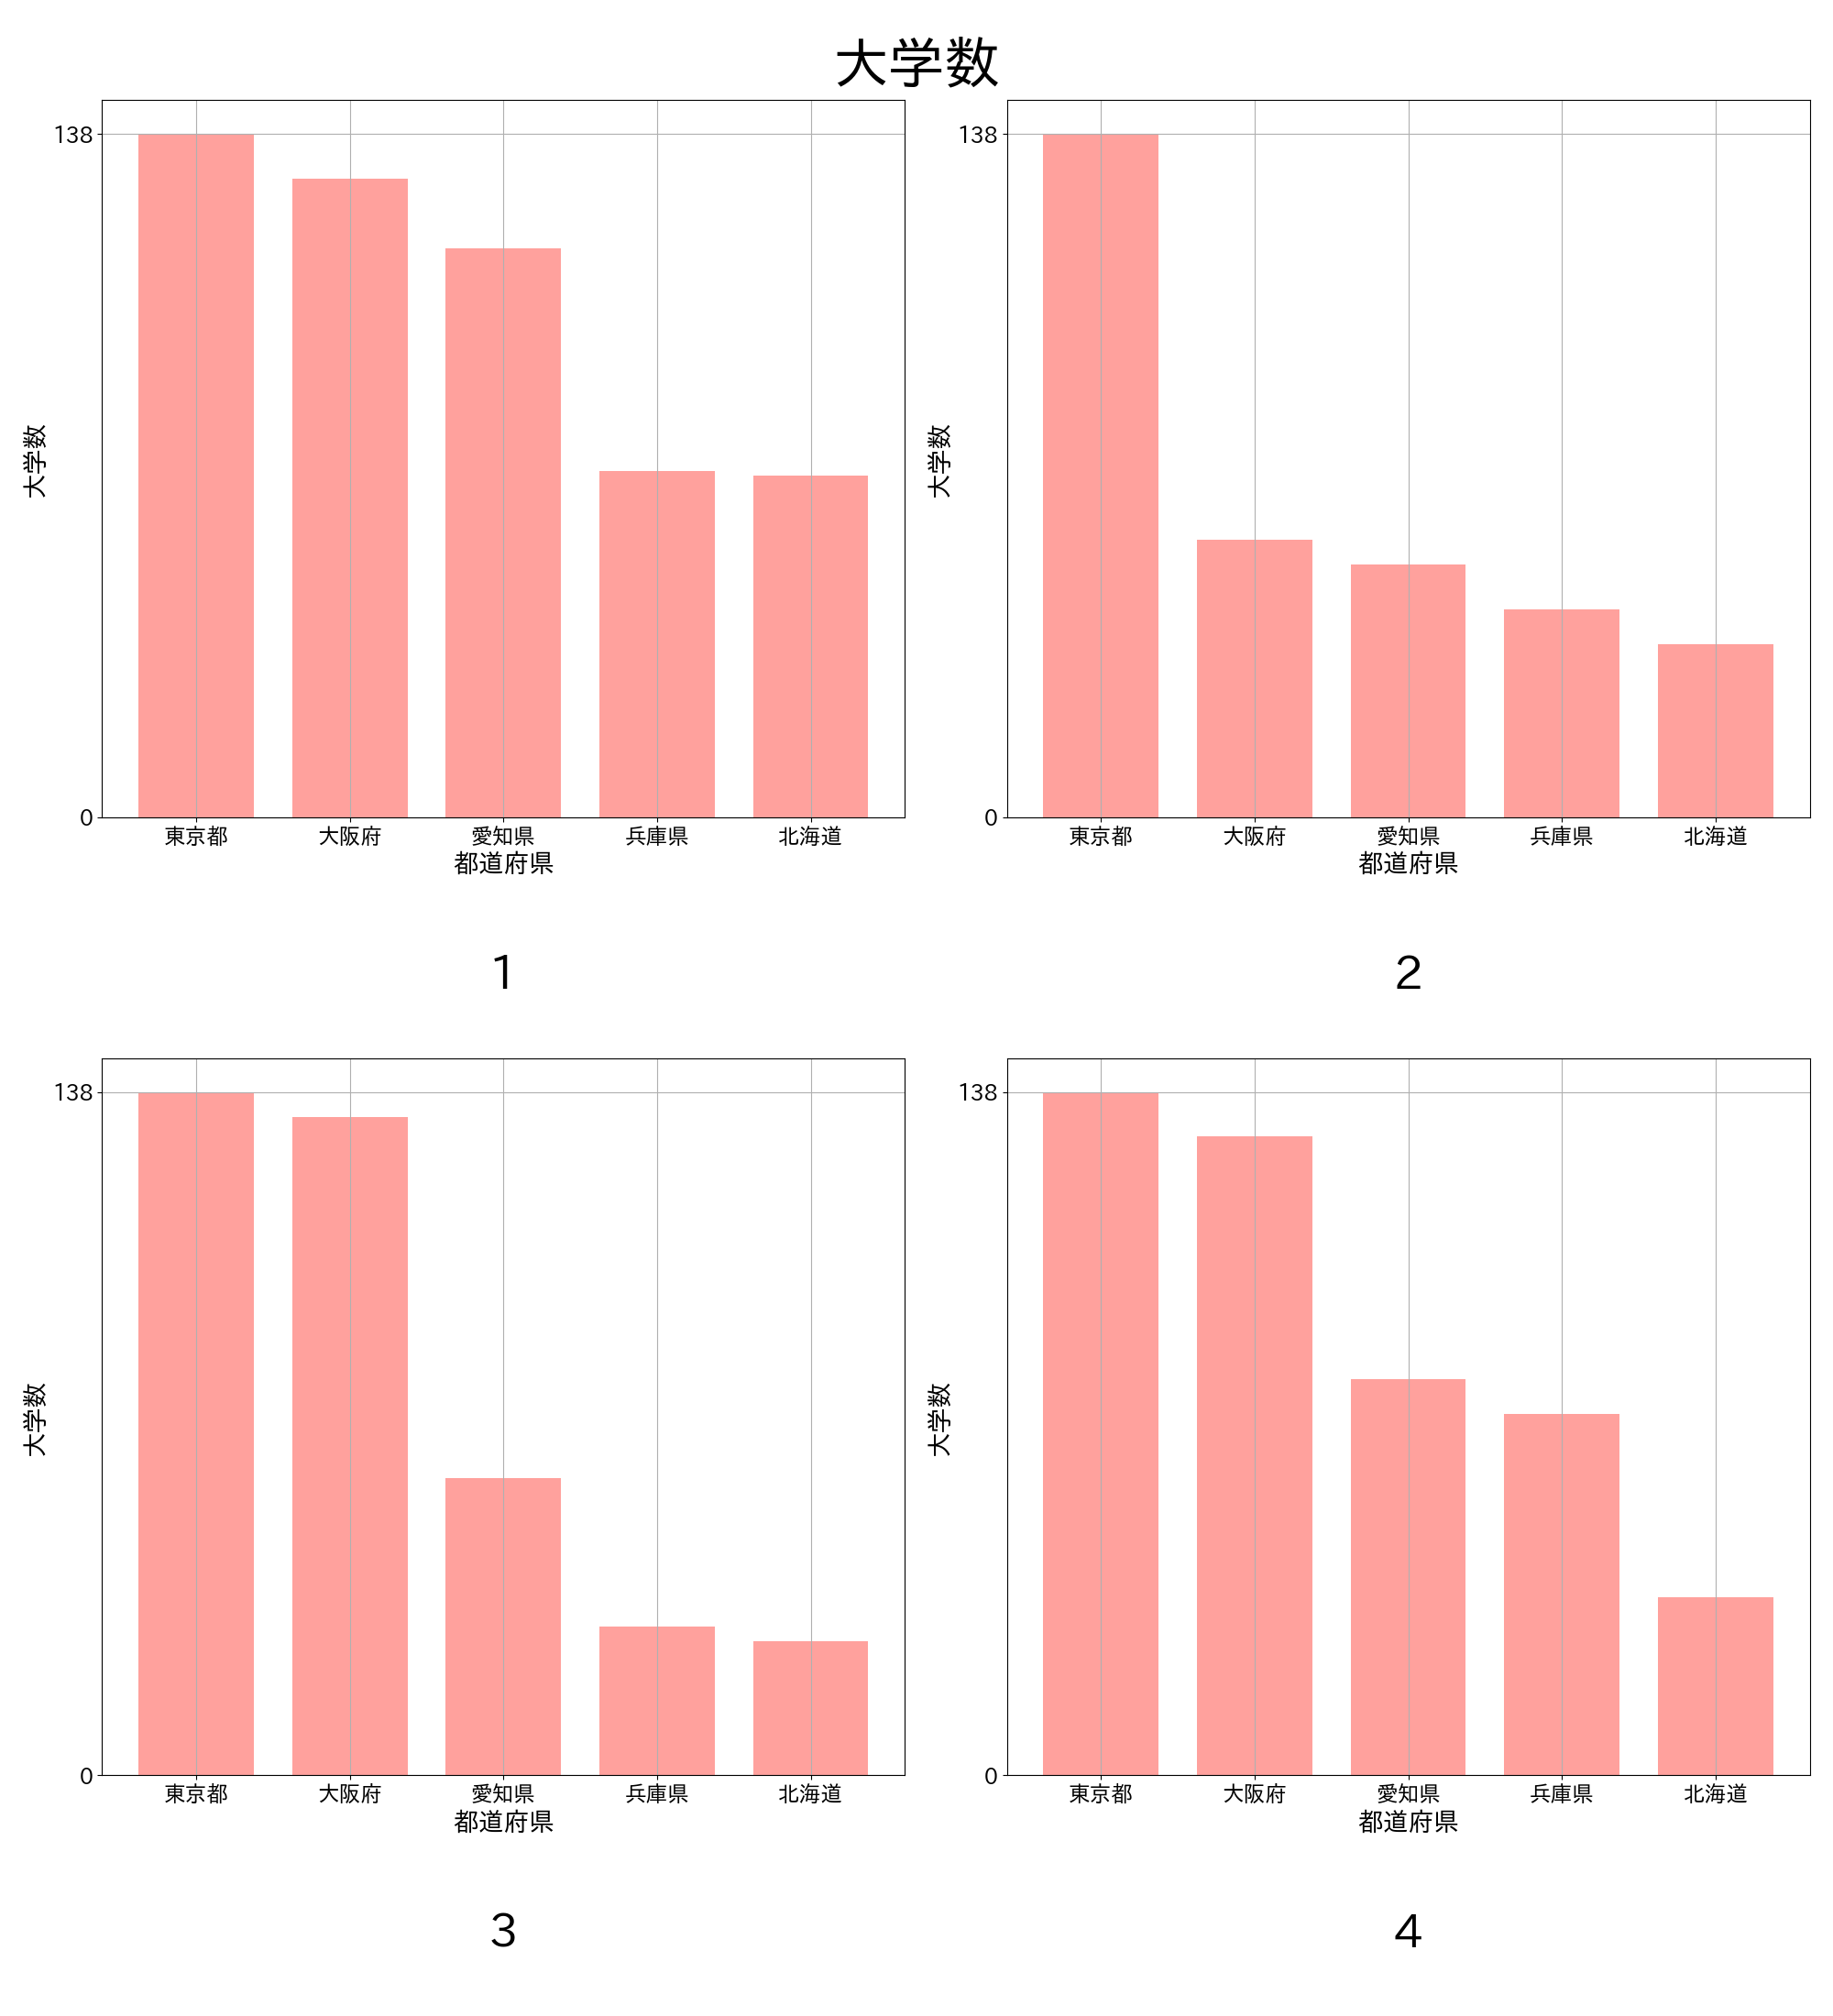 大学数
138
0
大学数
東京都 大阪府 愛知県 兵庫県 北海道
都道府県
1
138
0
大学数
東京都 大阪府 愛知県 兵庫県 北海道
都道府県
2
138
0
大学数
東京都 大阪府 愛知県 兵庫県 北海道
都道府県
3
138
0
大学数
東京都 大阪府 愛知県 兵庫県 北海道
都道府県
4